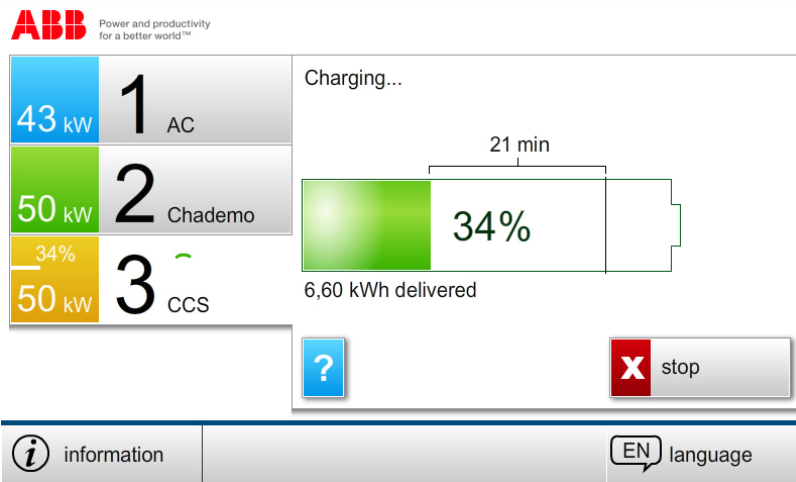 ABB
Power and productivity
for a better world™
43 kW 1 AC
50 kW 2 Chademo
34%
50 kW 3 CCS
Charging...
21 min
34%
6,60 kWh delivered
?
X stop
i information
EN language